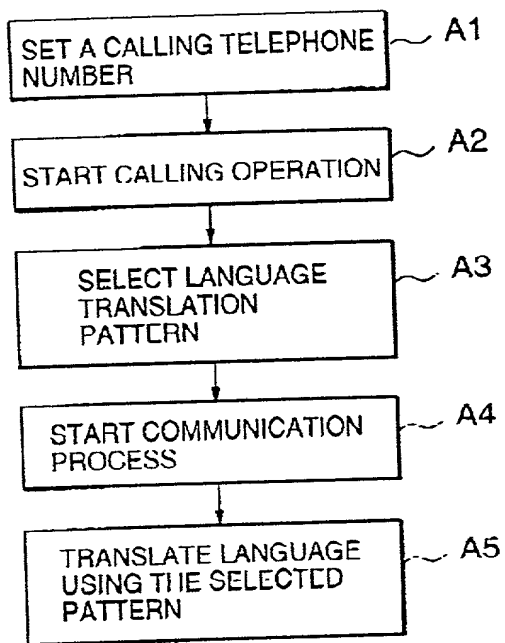 SET A CALLING TELEPHONE A1
NUMBER
A2
START CALLING OPERATION
SELECT LANGUAGE A3
TRANSLATION
PATTERN
START COMMUNICATION A4
PROCESS
TRANSLATE LANGUAGE A5
USING THE SELECTED
PATTERN